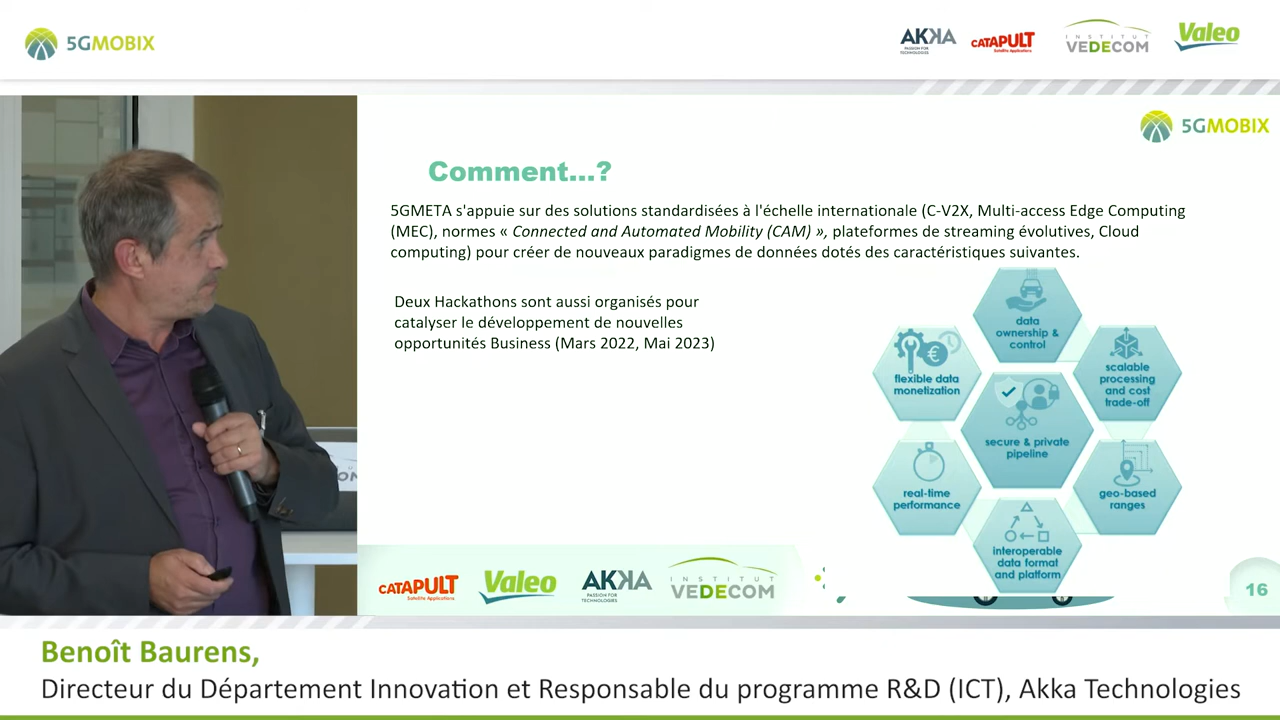 5GMOBIX
AKKA
PASSION FOR
TECHNOLOGIES
CATAPULT
Satellite Applications
INSTITUT
VEDECOM
Valeo
5GMOBIX
Comment...?
5GMETA s'appuie sur des solutions standardisées à l'échelle internationale (C-V2X, Multi-access Edge Computing
(MEC), normes « Connected and Automated Mobility (CAM) », plateformes de streaming évolutives, Cloud
computing) pour créer de nouveaux paradigmes de données dotés des caractéristiques suivantes.
Deux Hackathons sont aussi organisés pour
catalyser le développement de nouvelles
opportunités Business (Mars 2022, Mai 2023)
data
ownership &
control
flexible data
monetization
scalable
processing
and cost
trade-off
secure & private
pipeline
real-time
performance
geo-based
ranges
interoperable
data format
and platform
CATAPULT
Satellite Applications
Valeo
AKKA
PASSION FOR
TECHNOLOGIES
INSTITUT
VEDECOM
16
Benoît Baurens,
Directeur du Département Innovation et Responsable du programme R&D (ICT), Akka Technologies